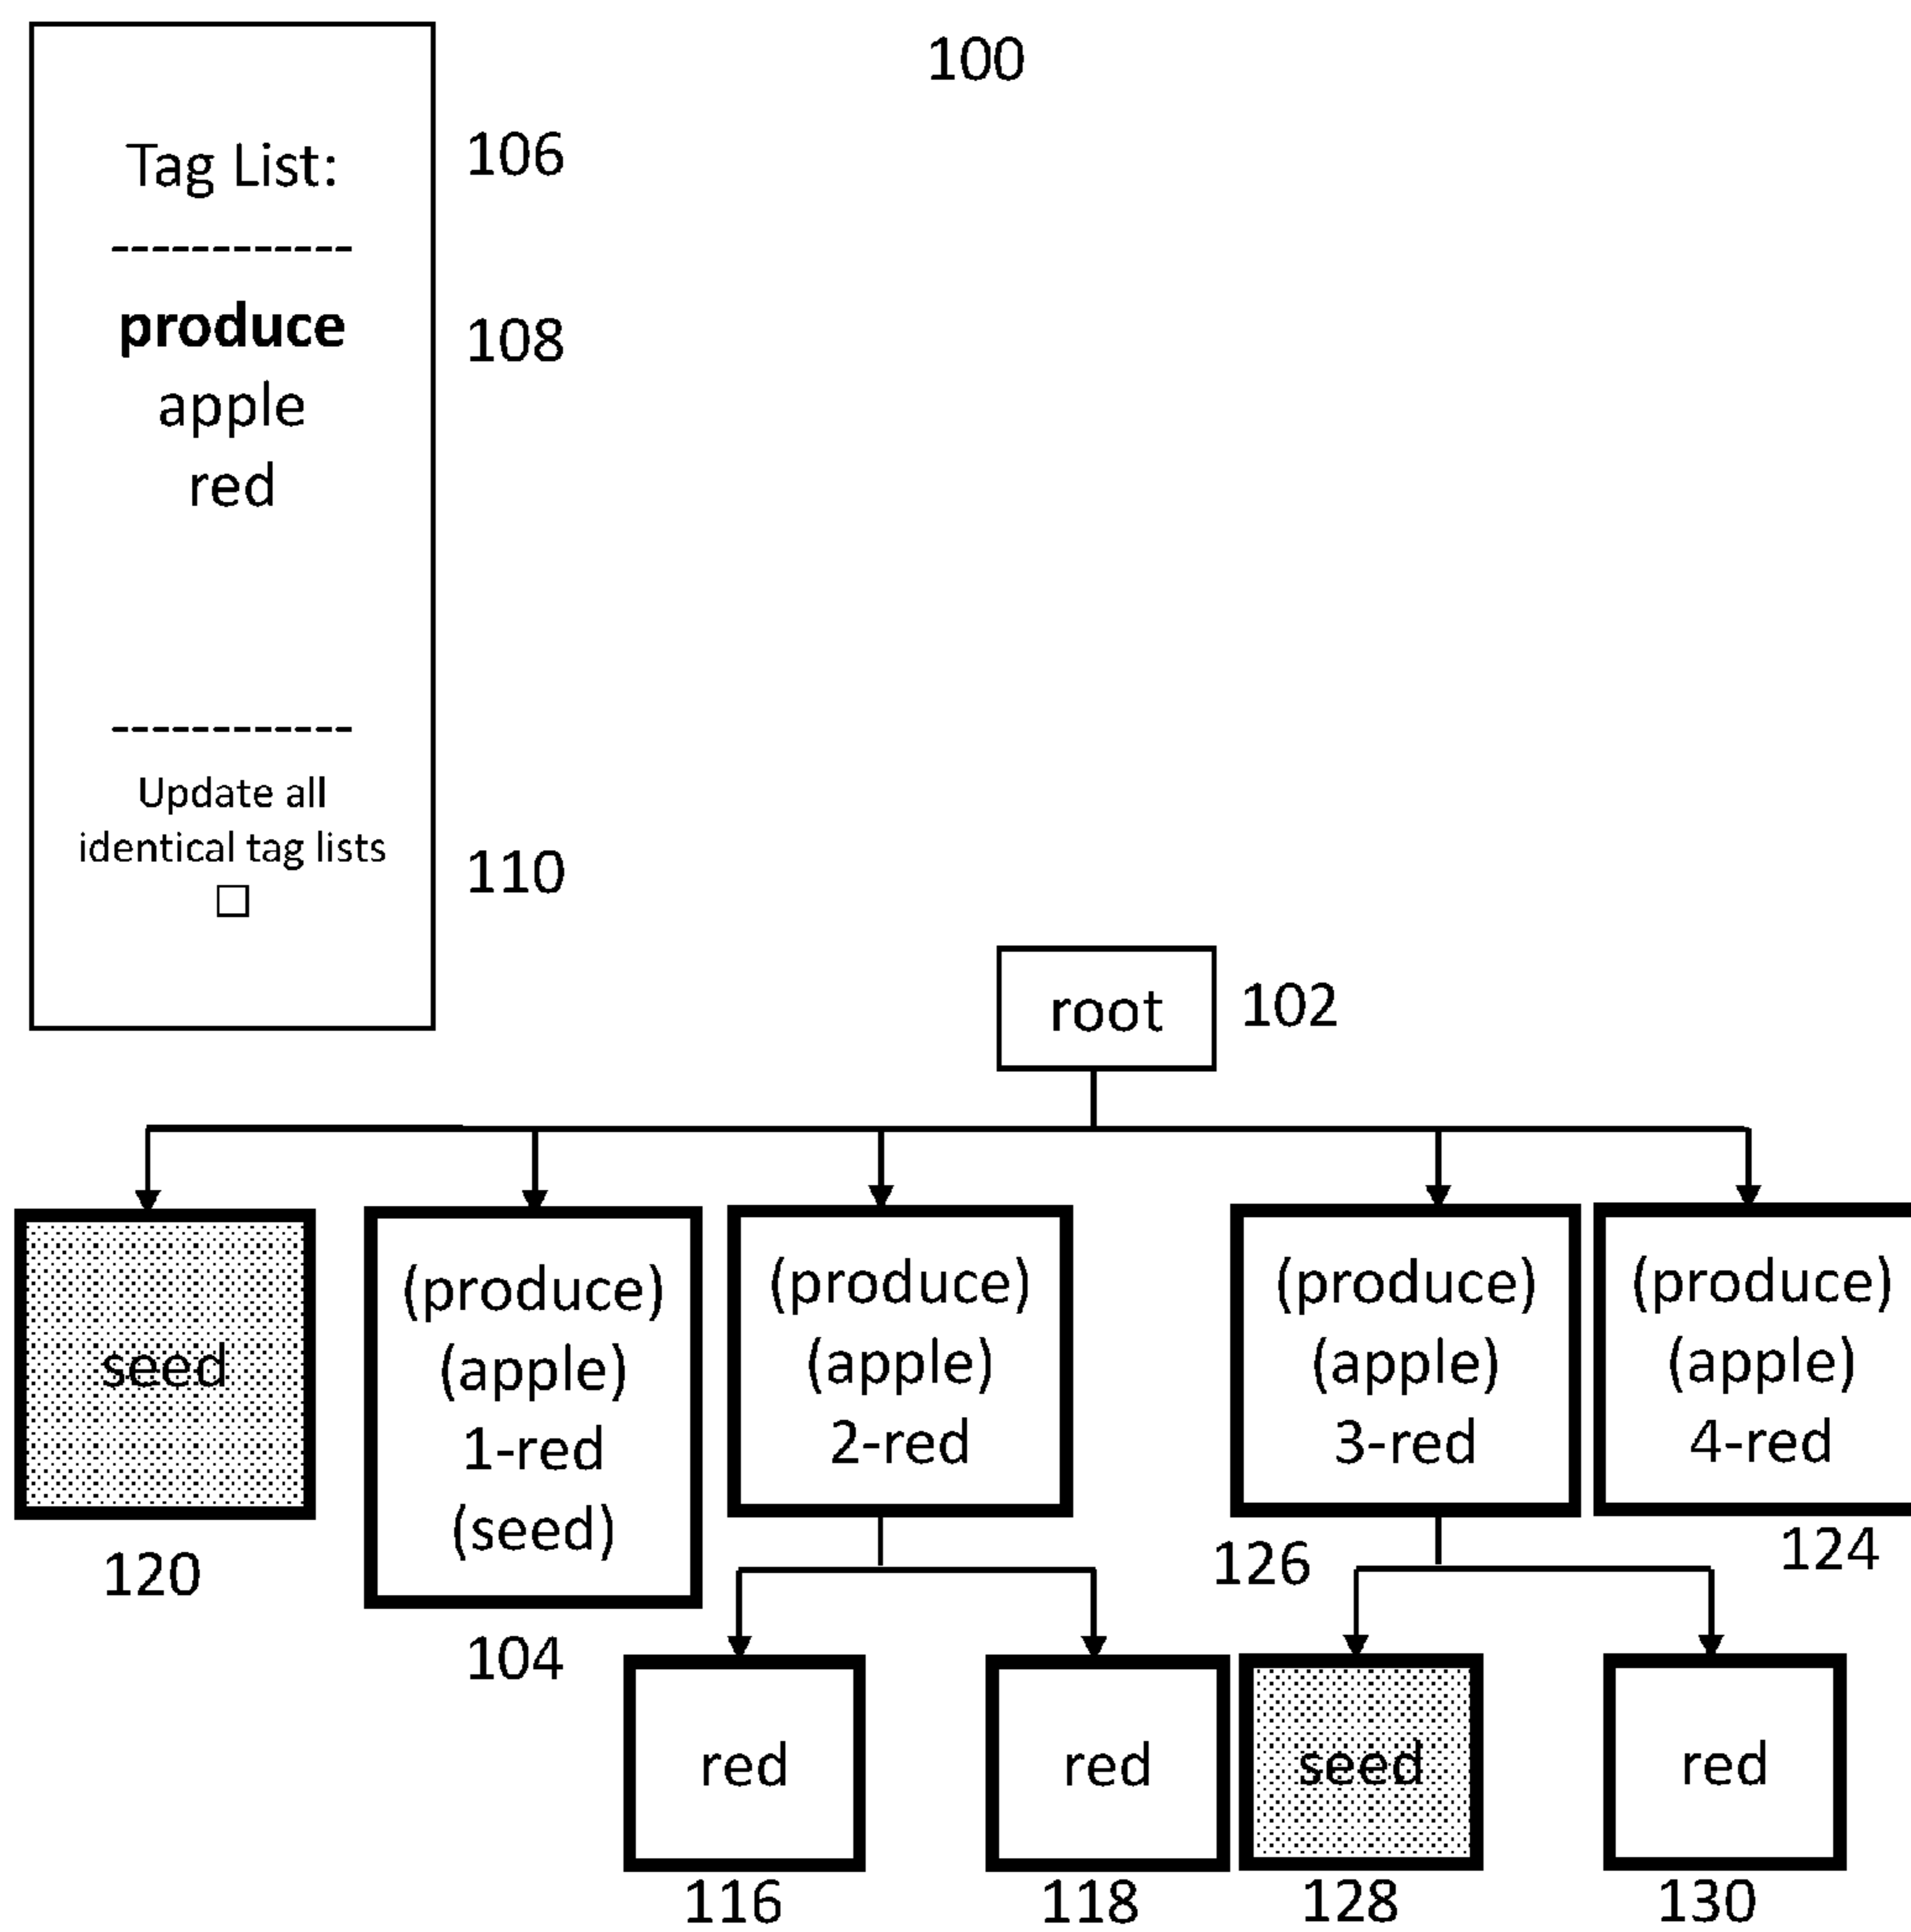 100
Tag List:
106
------------
produce
108
apple
red
------------
Update all
identical tag lists
110
☐
root
102
seed
120
(produce)
(apple)
1-red
(seed)
104
(produce)
(apple)
2-red
(produce)
(apple)
3-red
126
(produce)
(apple)
4-red
124
red
116
red
118
seed
128
red
130